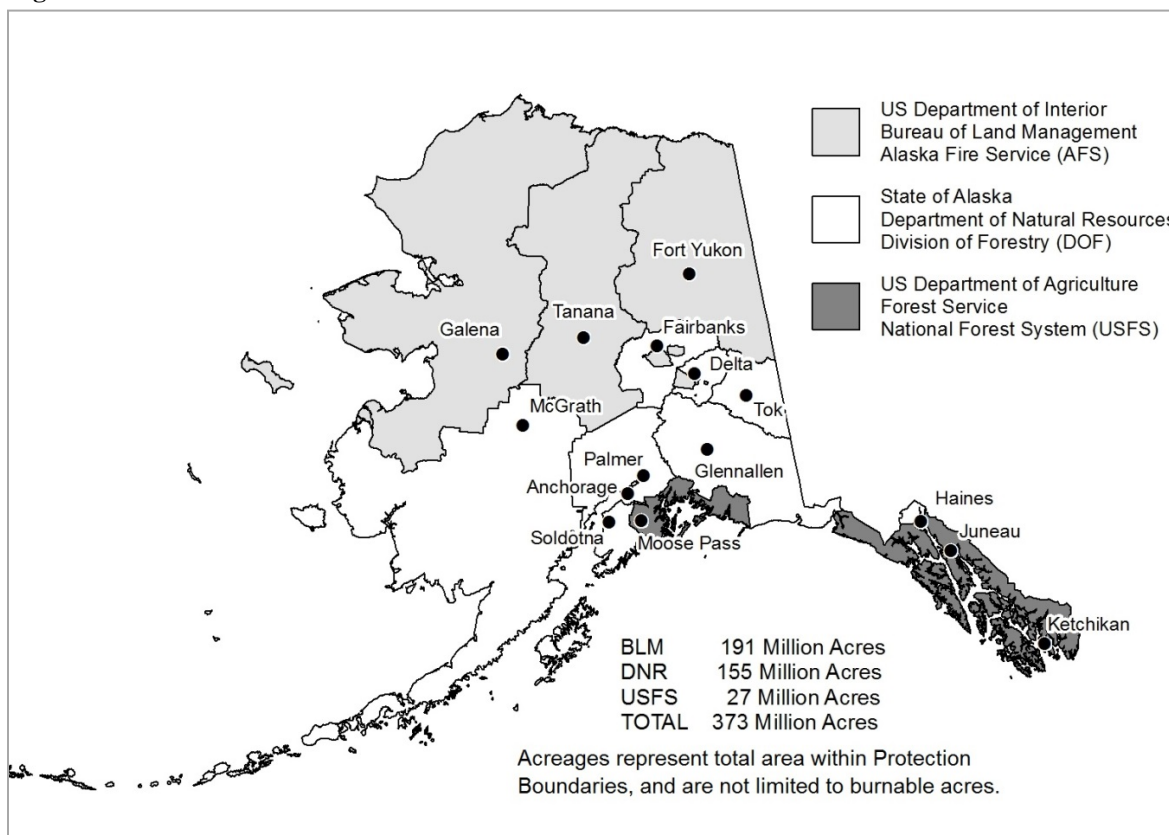 US Department of Interior
Bureau of Land Management
Alaska Fire Service (AFS)
State of Alaska
Department of Natural Resources
Division of Forestry (DOF)
US Department of Agriculture
Forest Service
National Forest System (USFS)
Fort Yukon
Tanana
Fairbanks
Galena
Delta
McGrath
Tok
Palmer
Glennallen
Anchorage
Haines
Soldotna
Moose Pass
Juneau
Ketchikan
BLM 191 Million Acres
DNR 155 Million Acres
USFS 27 Million Acres
TOTAL 373 Million Acres
Acreages represent total area within Protection
Boundaries, and are not limited to burnable acres.